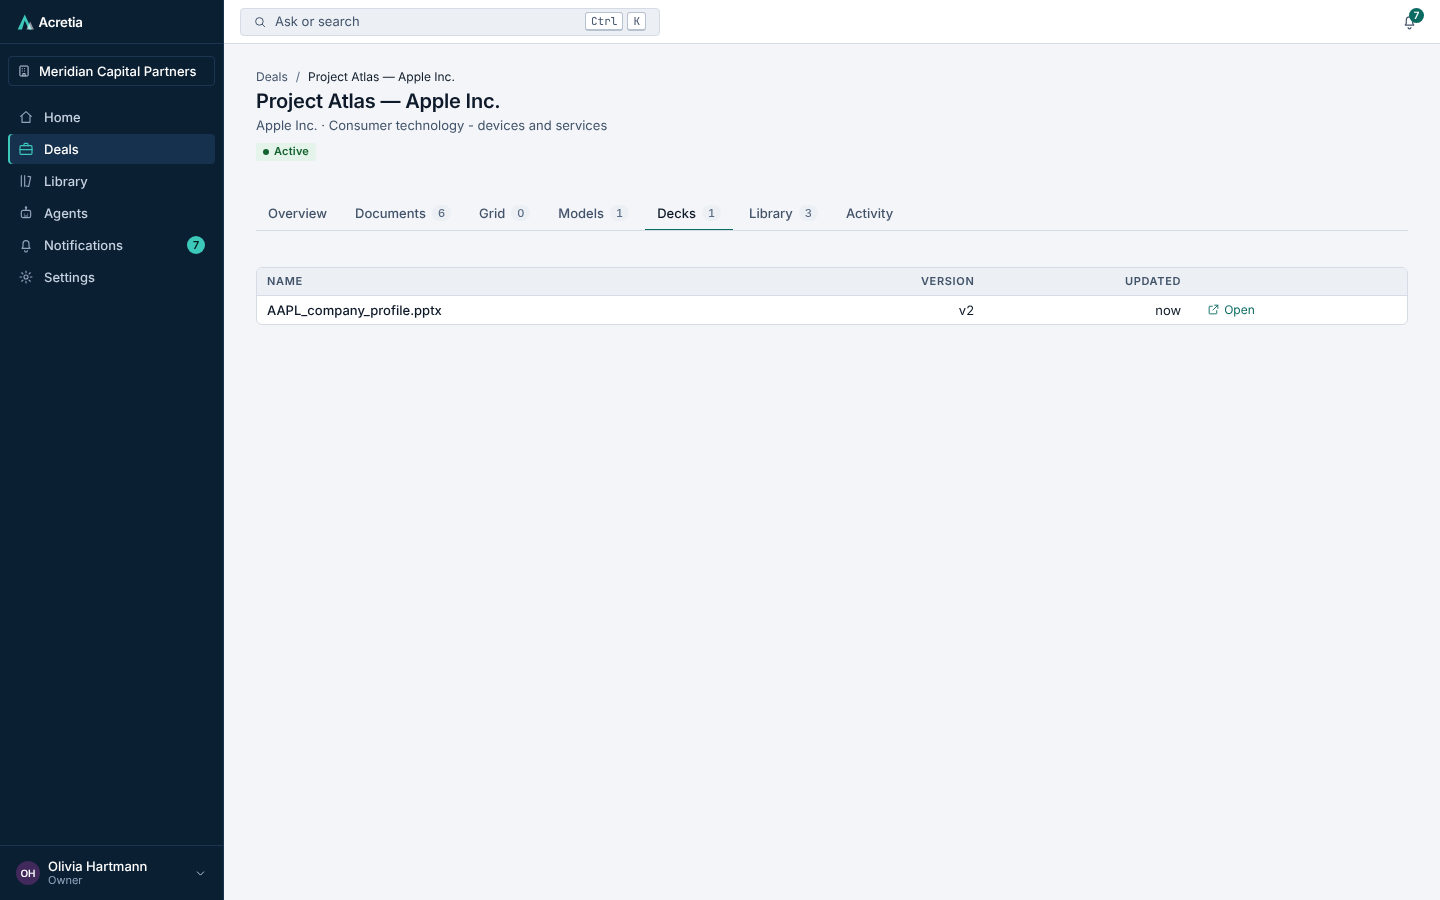 Acretia
Ask or search
Ctrl K
7
Meridian Capital Partners
Home
Deals
Library
Agents
Notifications 7
Settings
Deals / Project Atlas — Apple Inc.
Project Atlas — Apple Inc.
Apple Inc. · Consumer technology - devices and services
Active
Overview Documents 6 Grid 0 Models 1 Decks 1 Library 3 Activity
NAME VERSION UPDATED
AAPL_company_profile.pptx v2 now Open
OH Olivia Hartmann
Owner